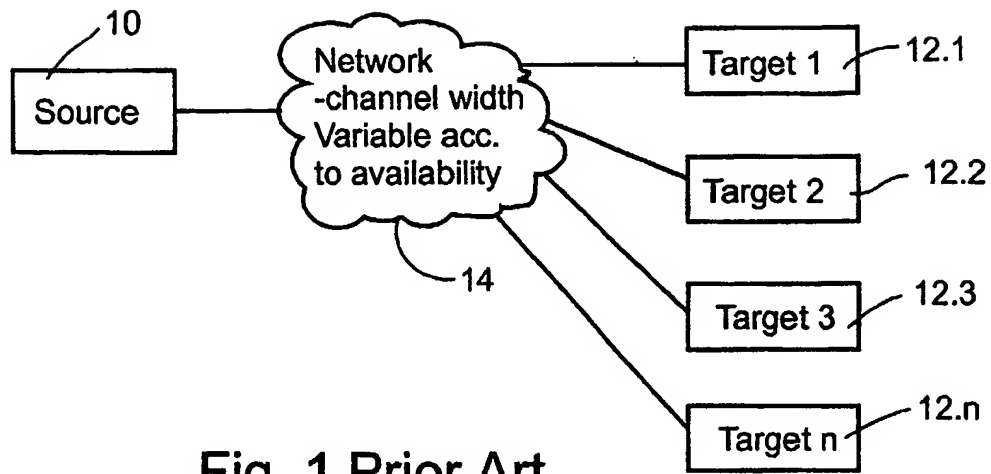 10
Source
Network
-channel width
Variable acc.
to availability
14
Target 1
12.1
Target 2
12.2
Target 3
12.3
Target n
12.n
Fig. 1 Prior Art